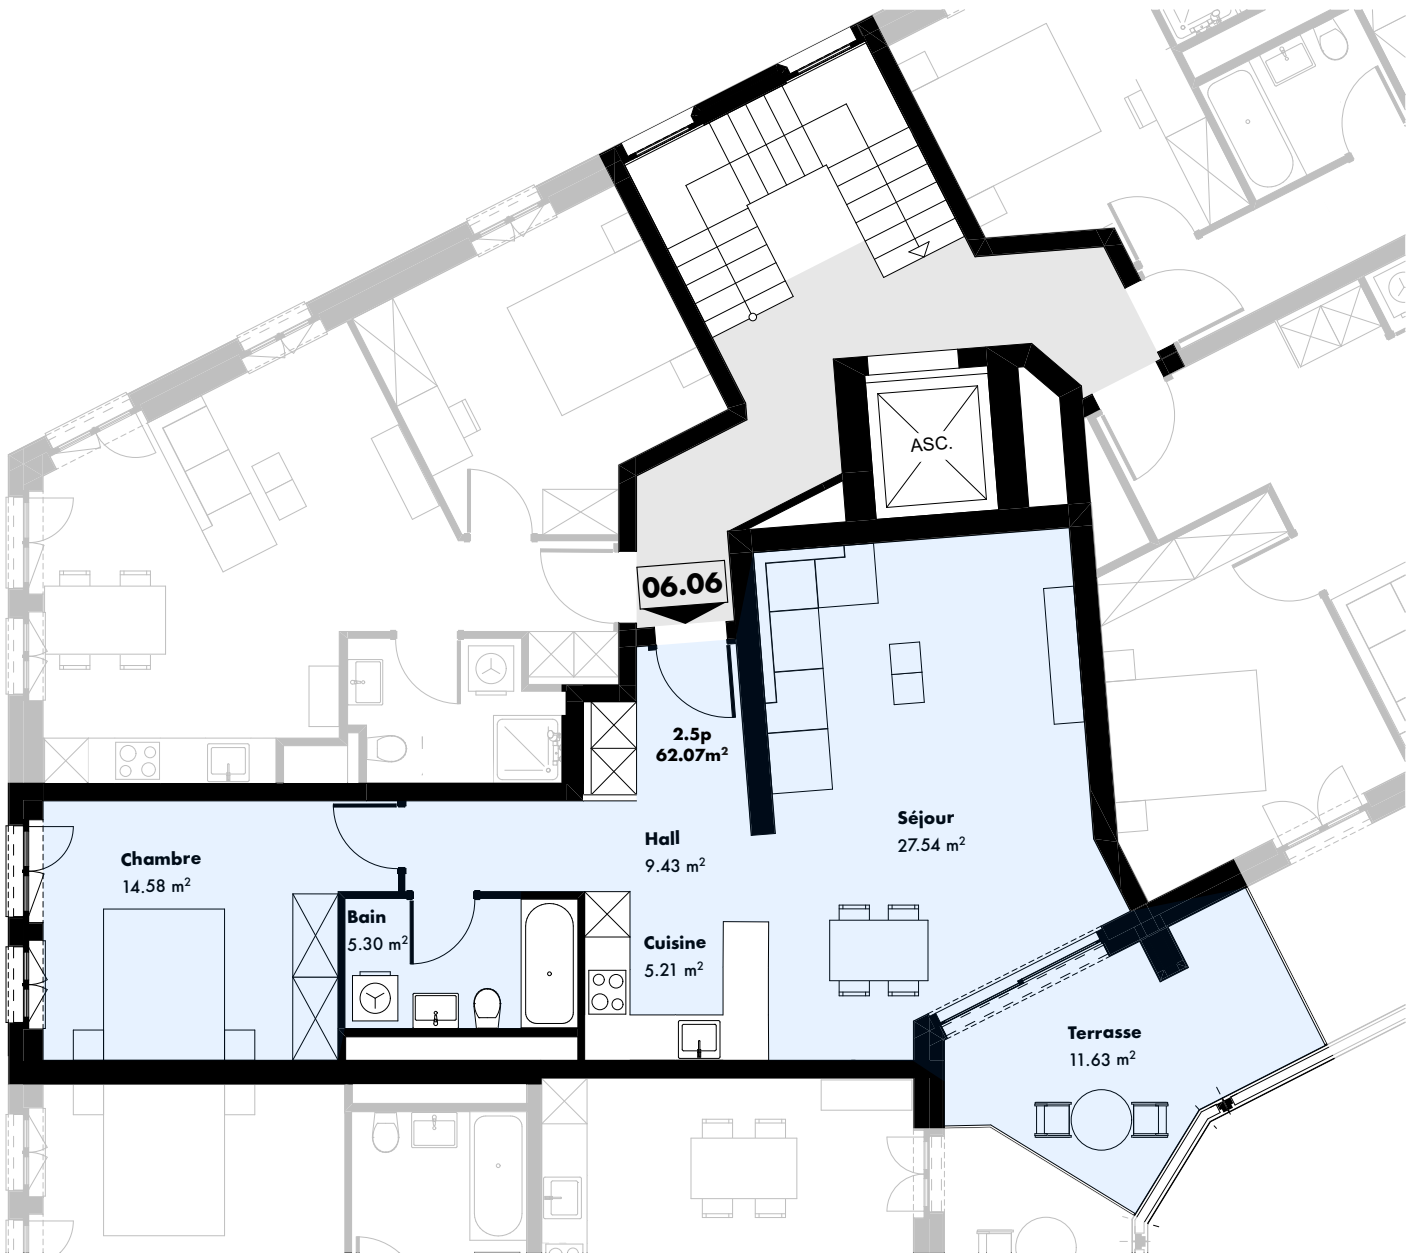 ASC.
06.06
2.5p
62.07m²
Séjour
27.54 m²
Hall
9.43 m²
Chambre
14.58 m²
Bain
5.30 m²
Cuisine
5.21 m²
Terrasse
11.63 m²